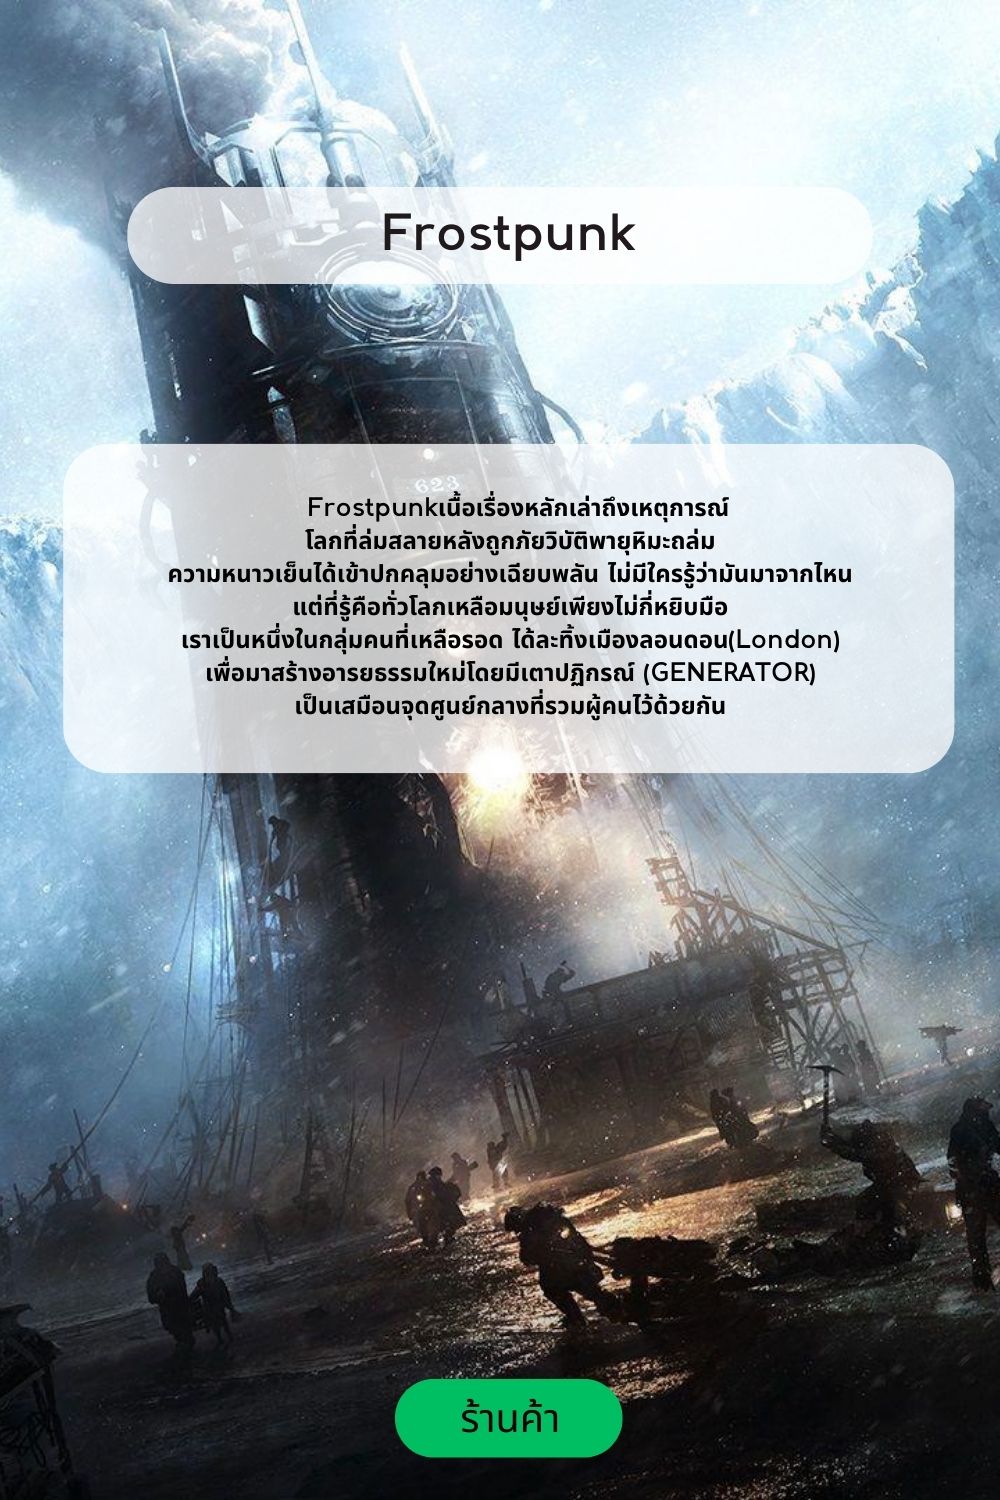 Frostpunk
623
Frostpunkเนื้อเรื่องหลักเล่าถึงเหตุการณ์
โลกที่ล่มสลายหลังถูกภัยวิบัติพายุหิมะถล่ม
ความหนาวเย็นได้เข้าปกคลุมอย่างเฉียบพลัน ไม่มีใครรู้ว่ามันมาจากไหน
แต่ที่รู้คือทั่วโลกเหลือมนุษย์เพียงไม่กี่หยิบมือ
เราเป็นหนึ่งในกลุ่มคนที่เหลือรอด ได้ละทิ้งเมืองลอนดอน(London)
เพื่อมาสร้างอารยธรรมใหม่โดยมีเตาปฏิกรณ์ (GENERATOR)
เป็นเสมือนจุดศูนย์กลางที่รวมผู้คนไว้ด้วยกัน
ร้านค้า